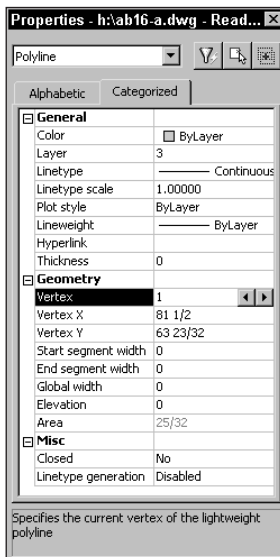 Properties - h:\ab16-a.dwg - Read...
Polyline
Alphabetic Categorized
General
Color ByLayer
Layer 3
Linetype Continuous
Linetype scale 1.00000
Plot style ByLayer
Lineweight ByLayer
Hyperlink
Thickness 0
Geometry
Vertex 1
Vertex X 81 1/2
Vertex Y 63 23/32
Start segment width 0
End segment width 0
Global width 0
Elevation 0
Area 25/32
Misc
Closed No
Linetype generation Disabled
Specifies the current vertex of the lightweight
polyline